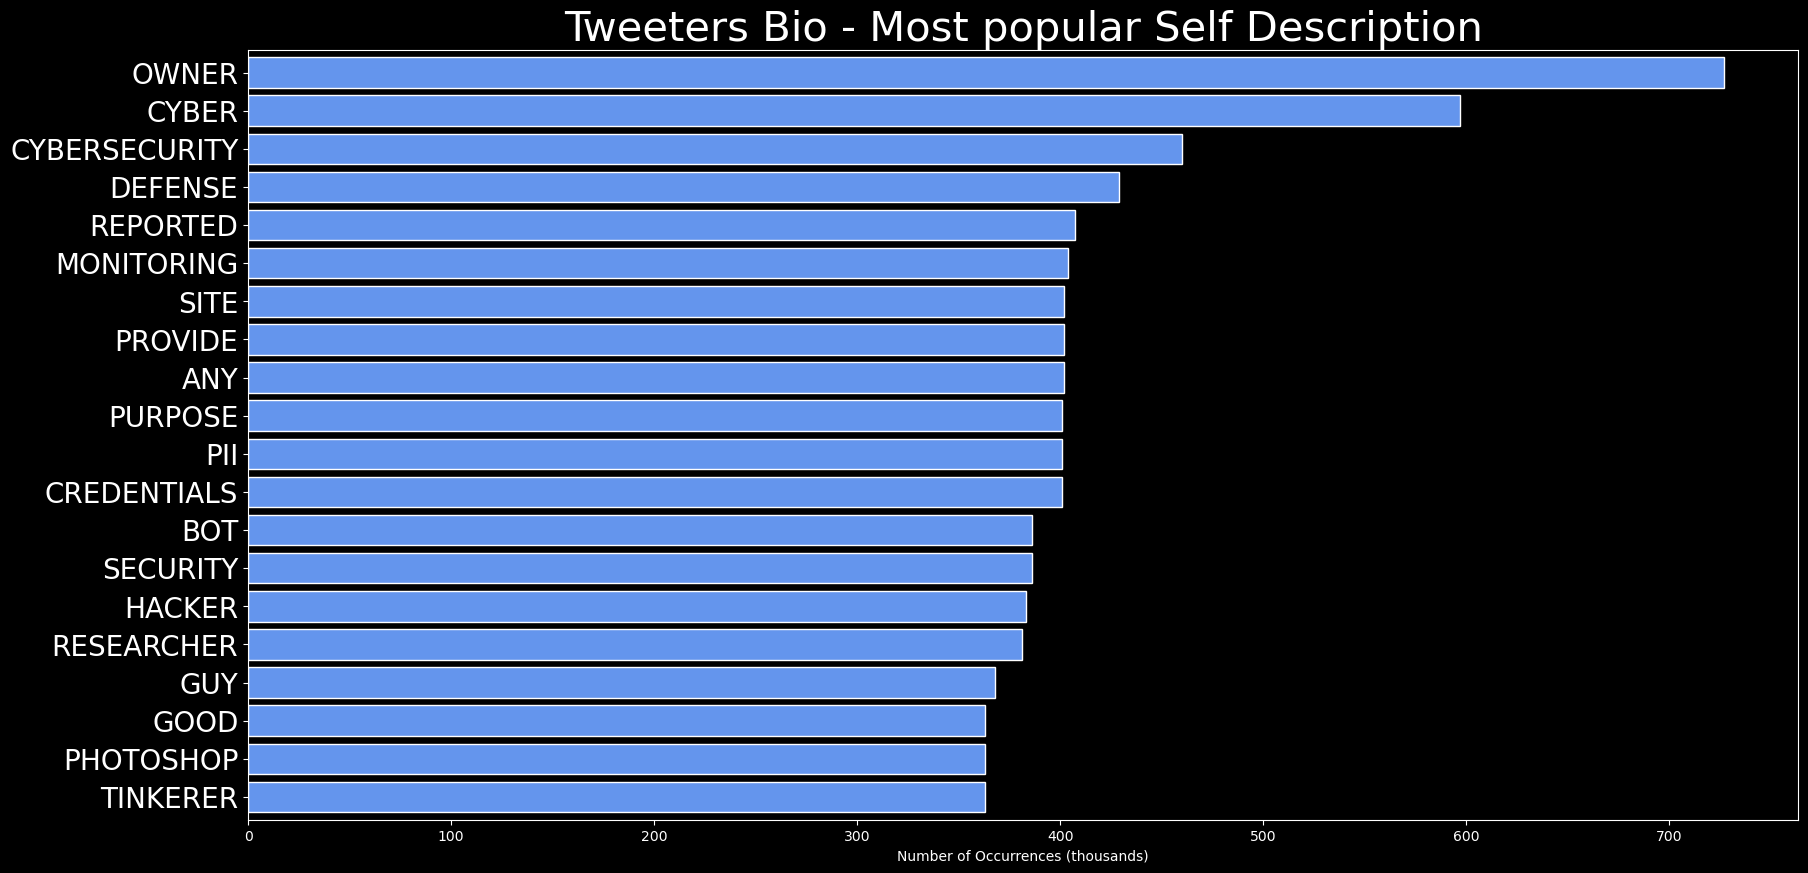 Tweeters Bio - Most popular Self Description
OWNER
CYBER
CYBERSECURITY
DEFENSE
REPORTED
MONITORING
SITE
PROVIDE
ANY
PURPOSE
PII
CREDENTIALS
BOT
SECURITY
HACKER
RESEARCHER
GUY
GOOD
PHOTOSHOP
TINKERER
0 100 200 300 400 500 600 700
Number of Occurrences (thousands)